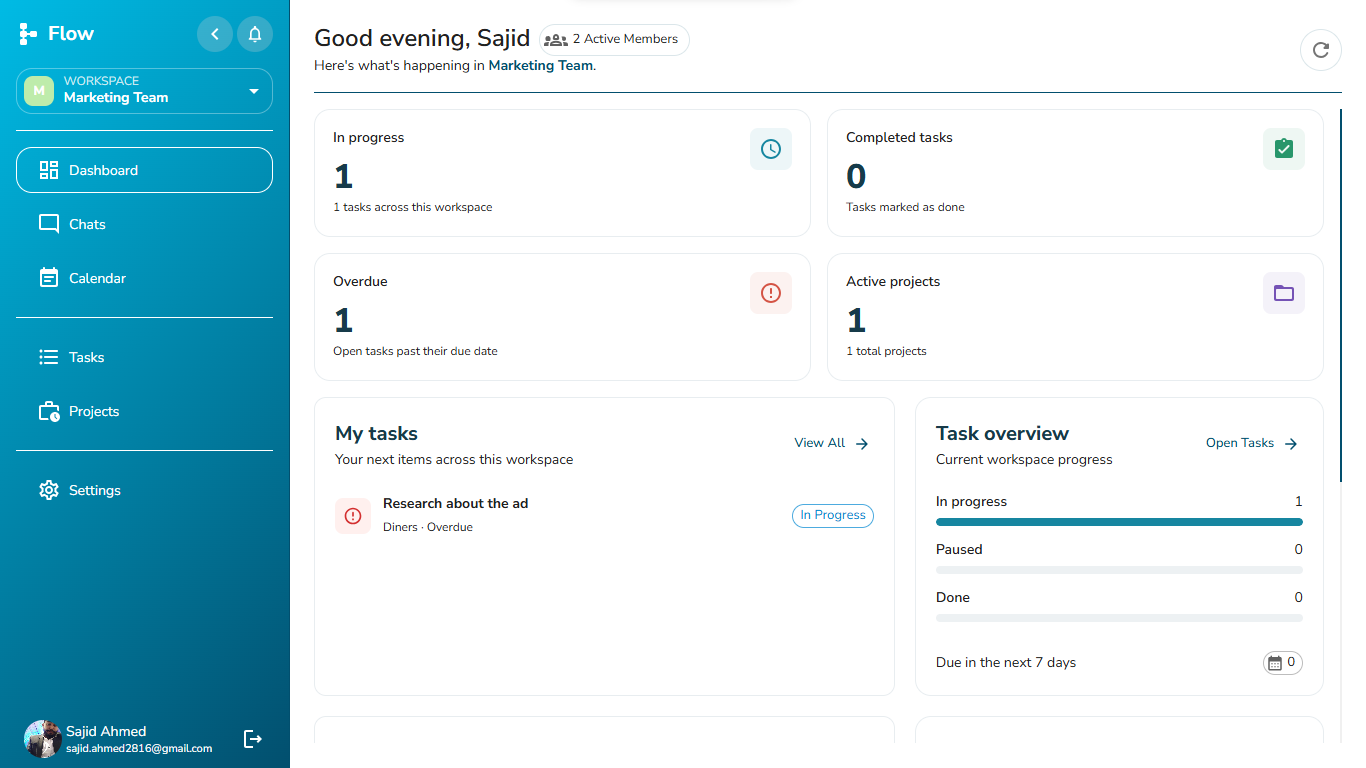 Flow
WORKSPACE
M
Marketing Team
Dashboard
Chats
Calendar
Tasks
Projects
Settings
Sajid Ahmed
sajid.ahmed2816@gmail.com
Good evening, Sajid
2 Active Members
Here's what's happening in Marketing Team.
In progress
1
1 tasks across this workspace
Completed tasks
0
Tasks marked as done
Overdue
1
Open tasks past their due date
Active projects
1
1 total projects
My tasks
Your next items across this workspace
View All
Research about the ad
Diners · Overdue
In Progress
Task overview
Current workspace progress
Open Tasks
In progress 1
Paused 0
Done 0
Due in the next 7 days 0